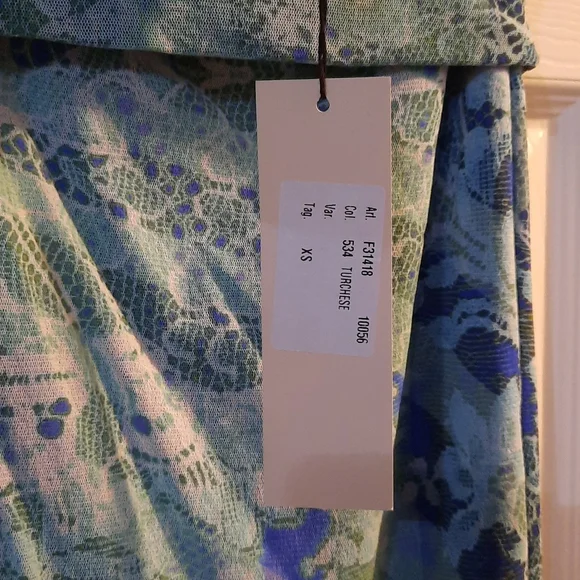 Art. F31418 10056
Col. 534 TURCHESE
Var.
Tag. XS